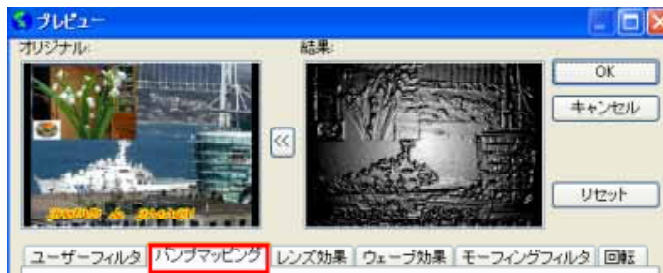 プレビュー
オリジナル:
結果:
OK
キャンセル
<<
リセット
ユーザーフィルタ
バンプマッピング
レンズ効果
ウェーブ効果
モーフィングフィルタ
回転